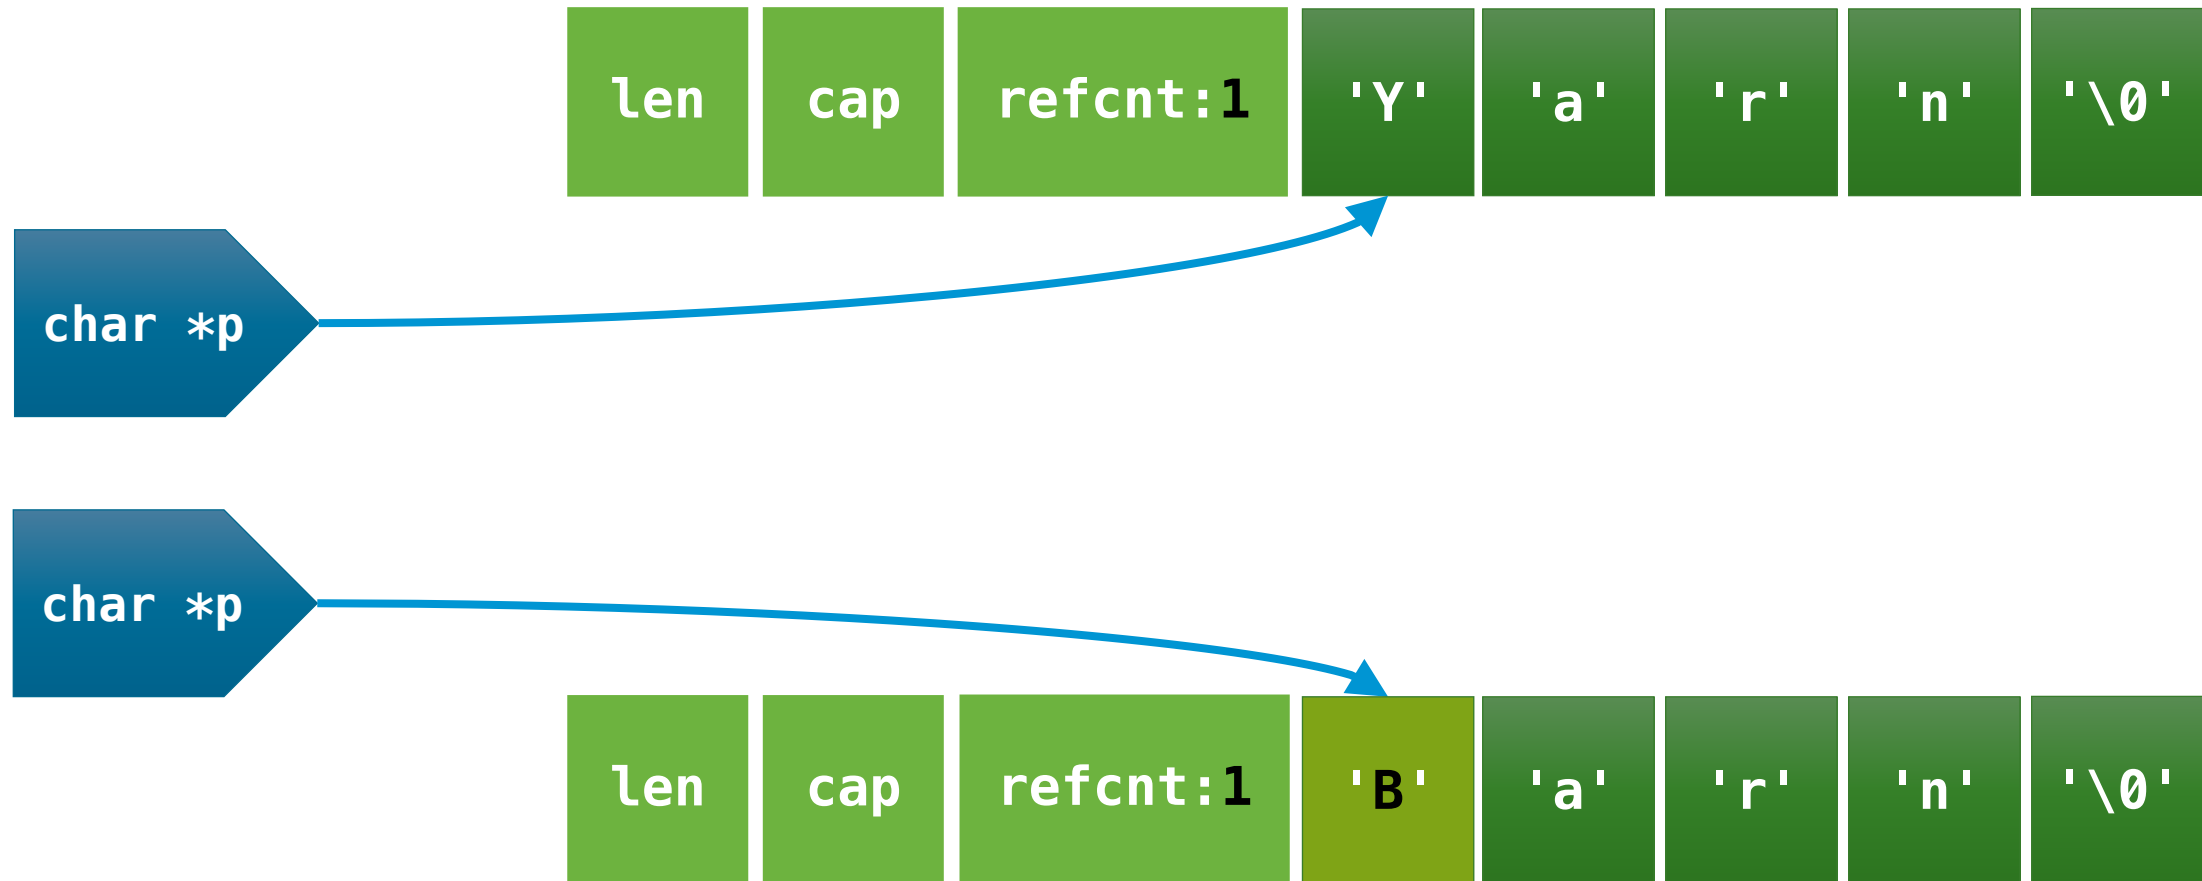 len cap refcnt:1 'Y' 'a' 'r' 'n' '\0'
char *p
char *p
len cap refcnt:1 'B' 'a' 'r' 'n' '\0'